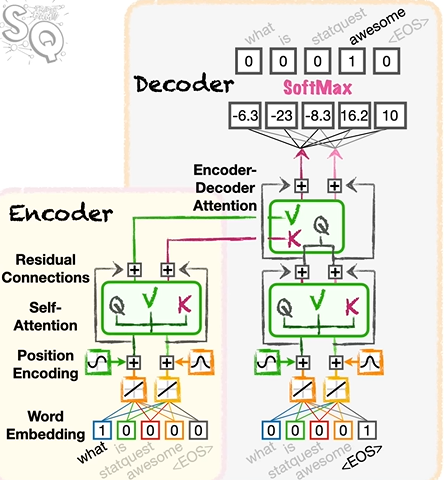 SQ
what is statquest awesome <EOS>
0 0 0 1 0
Decoder
SoftMax
-6.3 -23 -8.3 16.2 10
Encoder-
Decoder
Attention
V
Q
K
Encoder
Residual
Connections
Self-
Attention
Q V K
Q V K
Position
Encoding
Word
Embedding
1 0 0 0 0
0 0 0 0 1
what is statquest awesome <EOS>
what is statquest awesome <EOS>